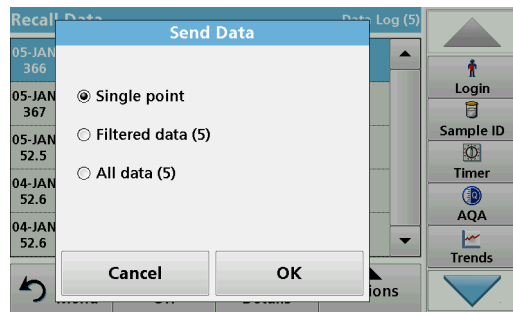 Recall Data
Data Log (5)
Send Data
05-JAN
366
05-JAN
367
05-JAN
52.5
04-JAN
52.6
04-JAN
52.6
Single point
Filtered data (5)
All data (5)
Cancel
OK
Login
Sample ID
Timer
AQA
Trends